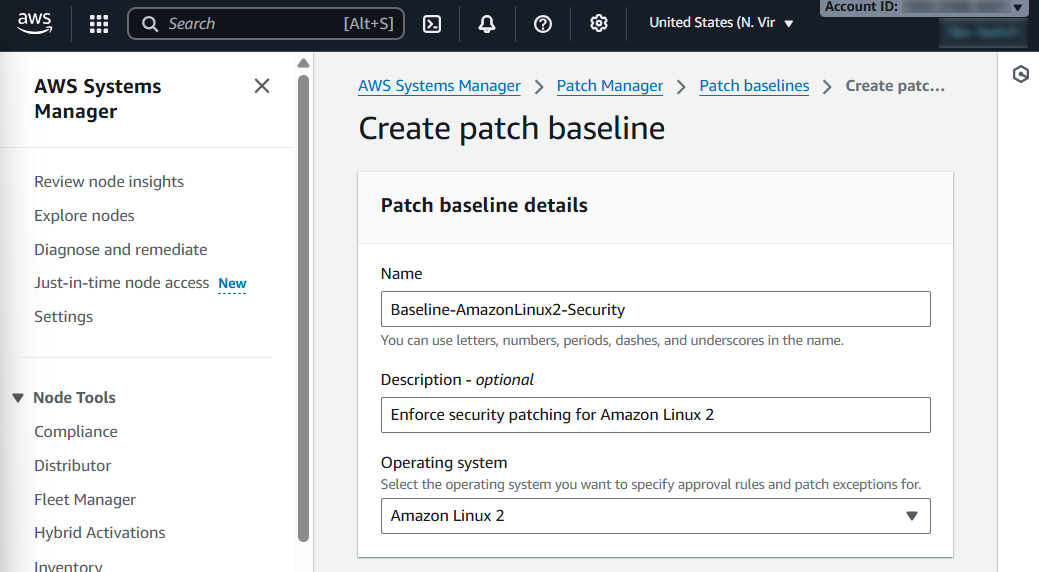 aws
Search
[Alt+S]
United States (N. Vir
Account ID:
AWS Systems
Manager
Review node insights
Explore nodes
Diagnose and remediate
Just-in-time node access New
Settings
Node Tools
Compliance
Distributor
Fleet Manager
Hybrid Activations
Inventory
AWS Systems Manager > Patch Manager > Patch baselines > Create patc...
Create patch baseline
Patch baseline details
Name
Baseline-AmazonLinux2-Security
You can use letters, numbers, periods, dashes, and underscores in the name.
Description - optional
Enforce security patching for Amazon Linux 2
Operating system
Select the operating system you want to specify approval rules and patch exceptions for.
Amazon Linux 2